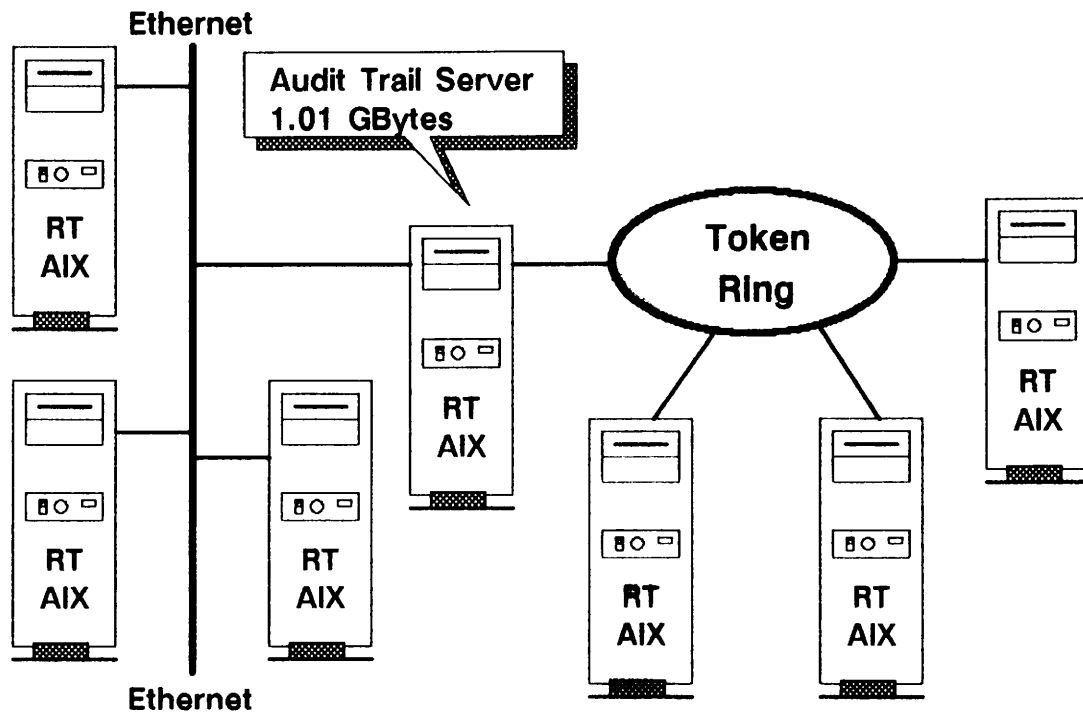 Ethernet
Audit Trail Server
1.01 GBytes
RT
AIX
Token
Ring
RT
AIX
RT
AIX
RT
AIX
RT
AIX
RT
AIX
RT
AIX
Ethernet